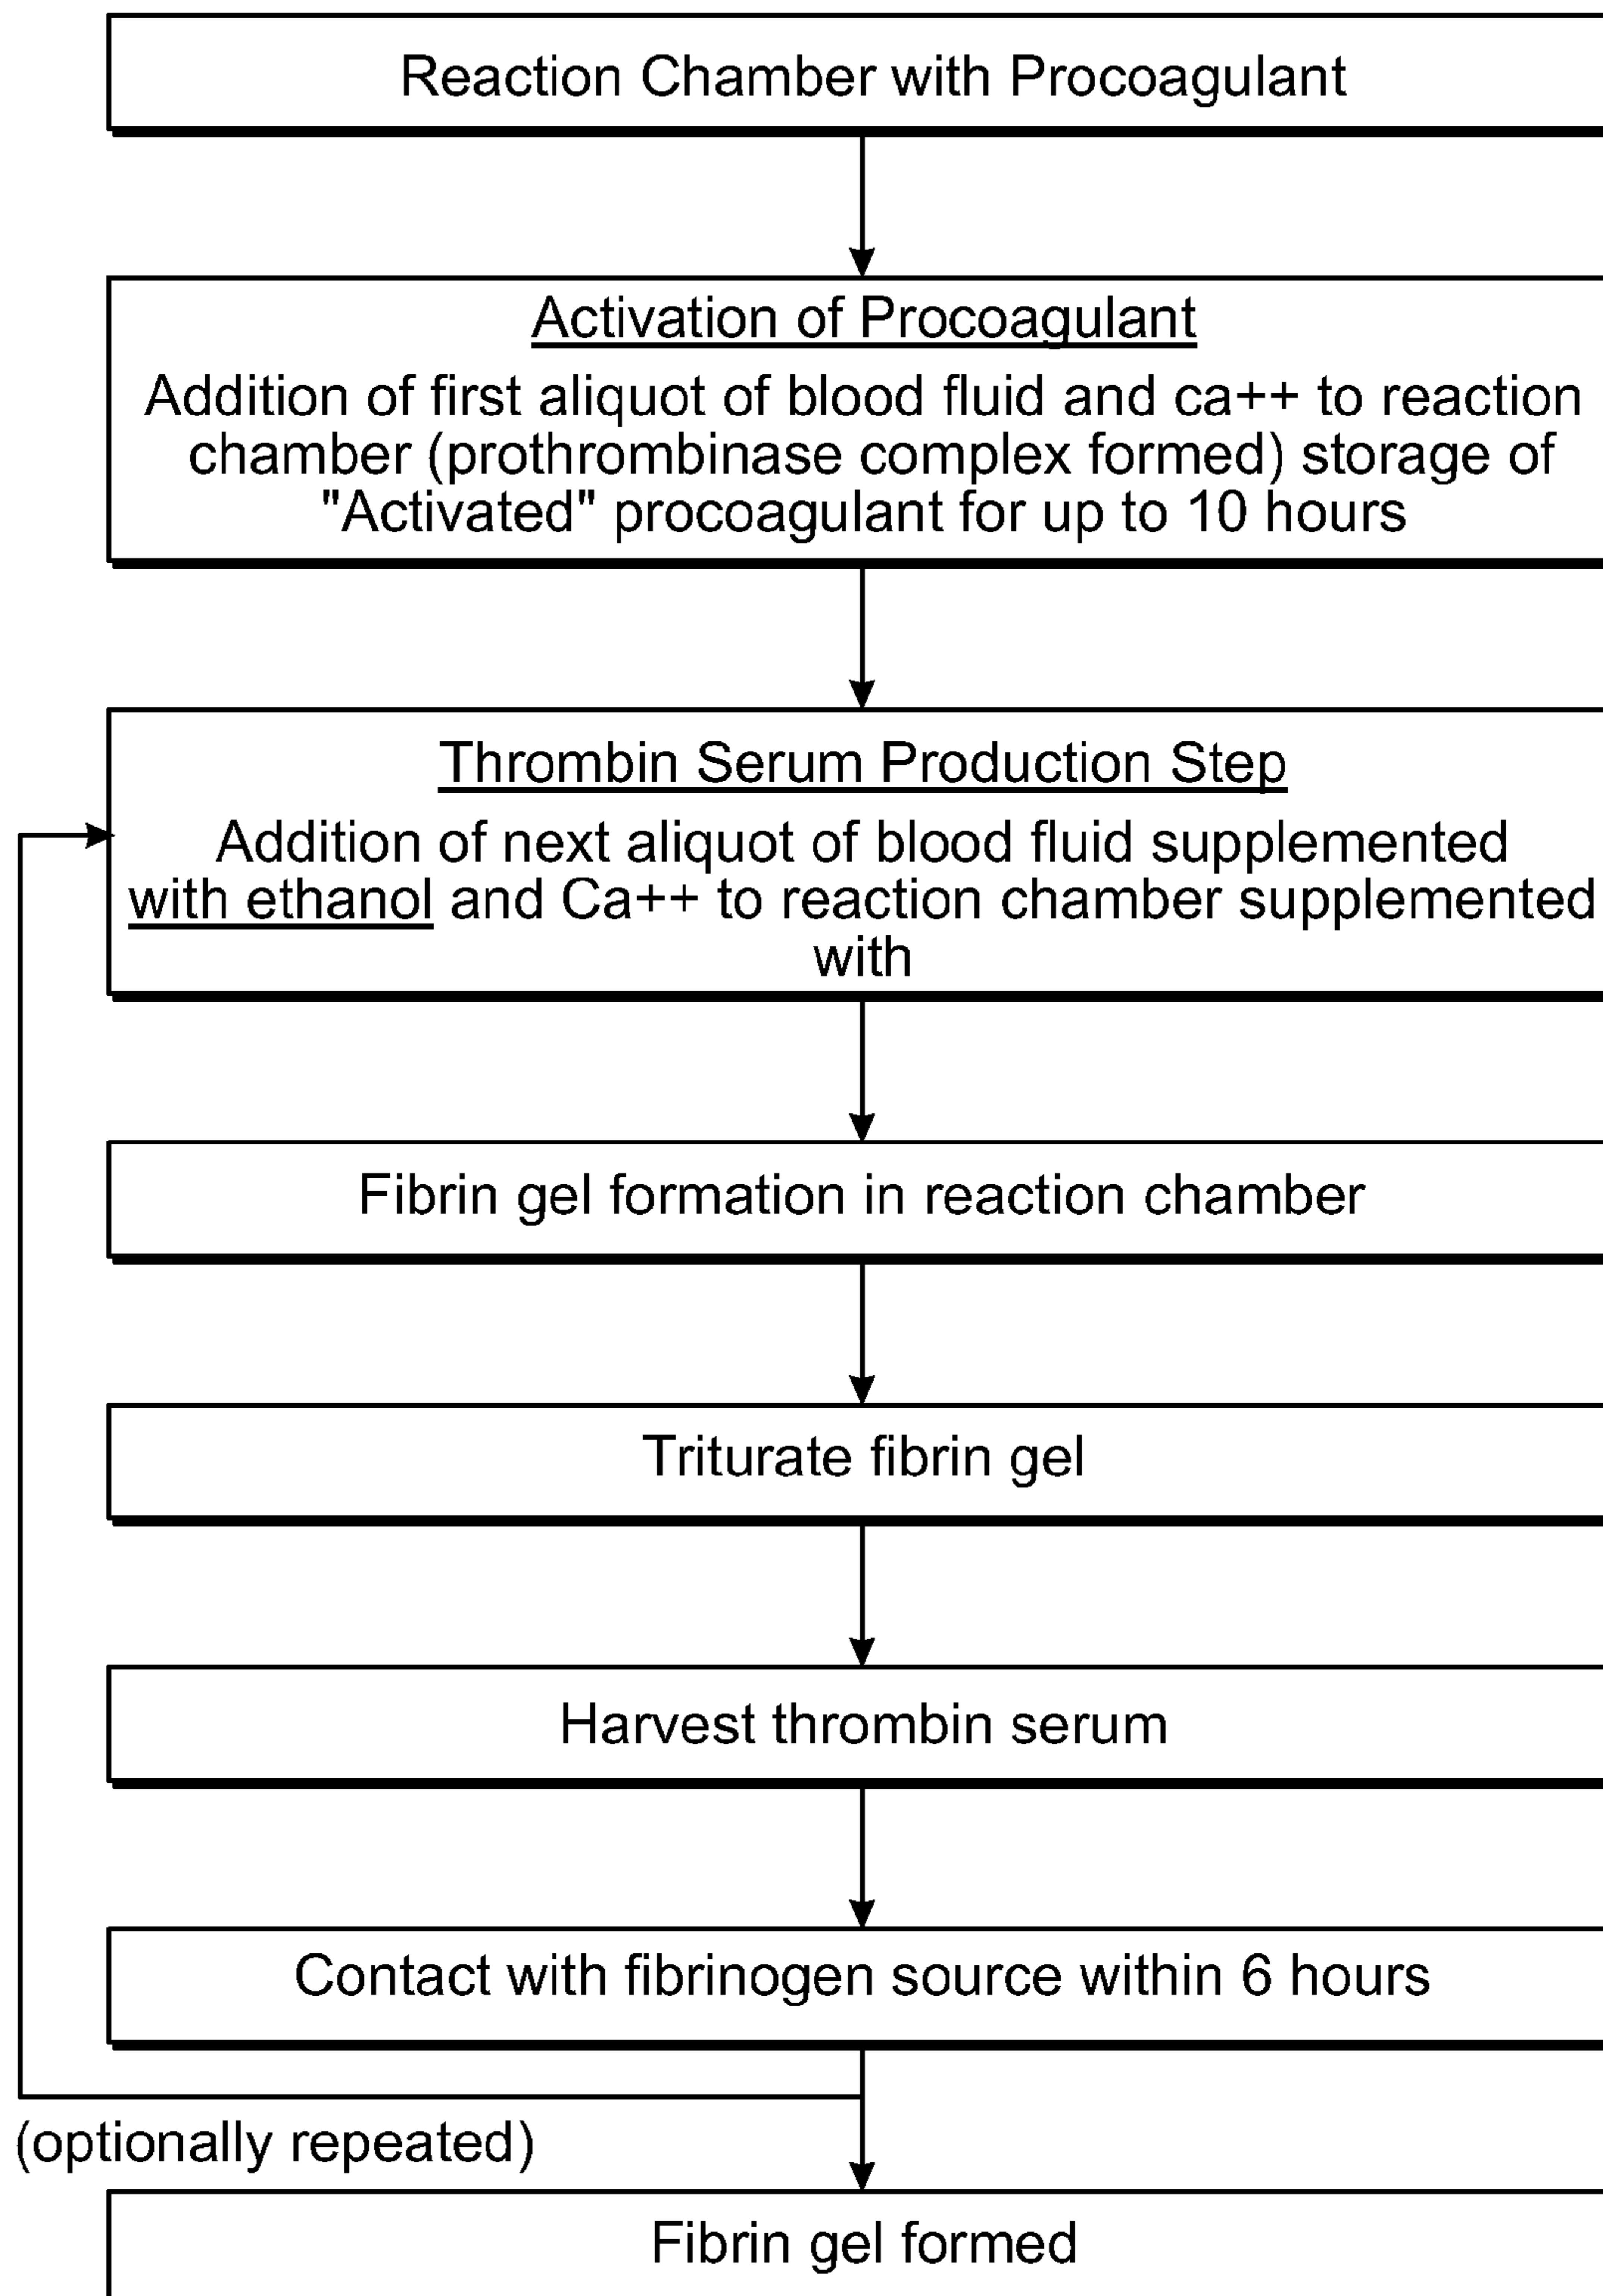 Reaction Chamber with Procoagulant
Activation of Procoagulant
Addition of first aliquot of blood fluid and ca++ to reaction
chamber (prothrombinase complex formed) storage of
"Activated" procoagulant for up to 10 hours
Thrombin Serum Production Step
Addition of next aliquot of blood fluid supplemented
with ethanol and Ca++ to reaction chamber supplemented
with
Fibrin gel formation in reaction chamber
Triturate fibrin gel
Harvest thrombin serum
Contact with fibrinogen source within 6 hours
(optionally repeated)
Fibrin gel formed